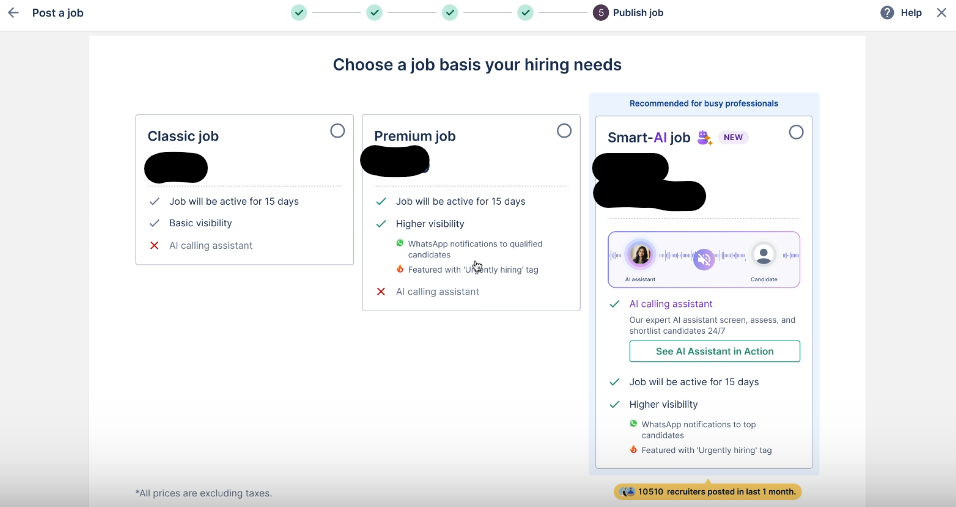 Post a job
5 Publish job
Help
Choose a job basis your hiring needs
Classic job
Job will be active for 15 days
Basic visibility
AI calling assistant
Premium job
Job will be active for 15 days
Higher visibility
WhatsApp notifications to qualified
candidates
Featured with 'Urgently hiring' tag
AI calling assistant
Recommended for busy professionals
Smart-AI job NEW
AI assistant
Candidate
AI calling assistant
Our expert AI assistant screen, assess, and
shortlist candidates 24/7
See AI Assistant in Action
Job will be active for 15 days
Higher visibility
WhatsApp notifications to top
candidates
Featured with 'Urgently hiring' tag
*All prices are excluding taxes.
10510 recruiters posted in last 1 month.